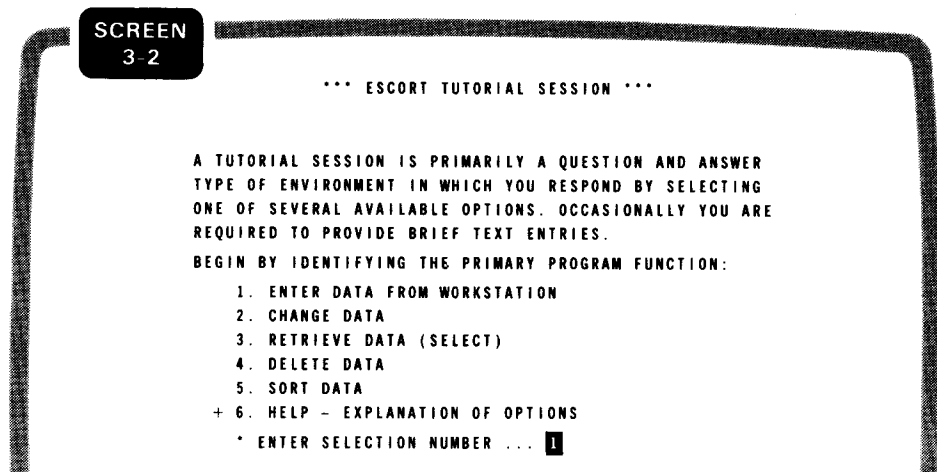 SCREEN
3-2
*** ESCORT TUTORIAL SESSION ***
A TUTORIAL SESSION IS PRIMARILY A QUESTION AND ANSWER
TYPE OF ENVIRONMENT IN WHICH YOU RESPOND BY SELECTING
ONE OF SEVERAL AVAILABLE OPTIONS. OCCASIONALLY YOU ARE
REQUIRED TO PROVIDE BRIEF TEXT ENTRIES.
BEGIN BY IDENTIFYING THE PRIMARY PROGRAM FUNCTION:
1. ENTER DATA FROM WORKSTATION
2. CHANGE DATA
3. RETRIEVE DATA (SELECT)
4. DELETE DATA
5. SORT DATA
+ 6. HELP – EXPLANATION OF OPTIONS
* ENTER SELECTION NUMBER ... 1